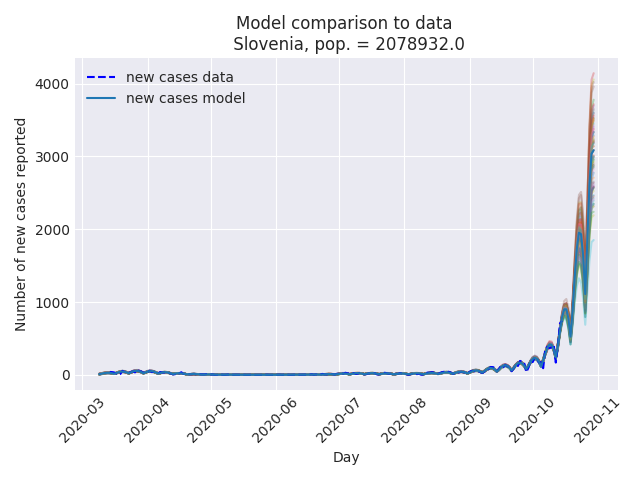 Model comparison to data
Slovenia, pop. = 2078932.0
new cases data
new cases model
Number of new cases reported
4000
3000
2000
1000
0
2020-03
2020-04
2020-05
2020-06
2020-07
2020-08
2020-09
2020-10
2020-11
Day